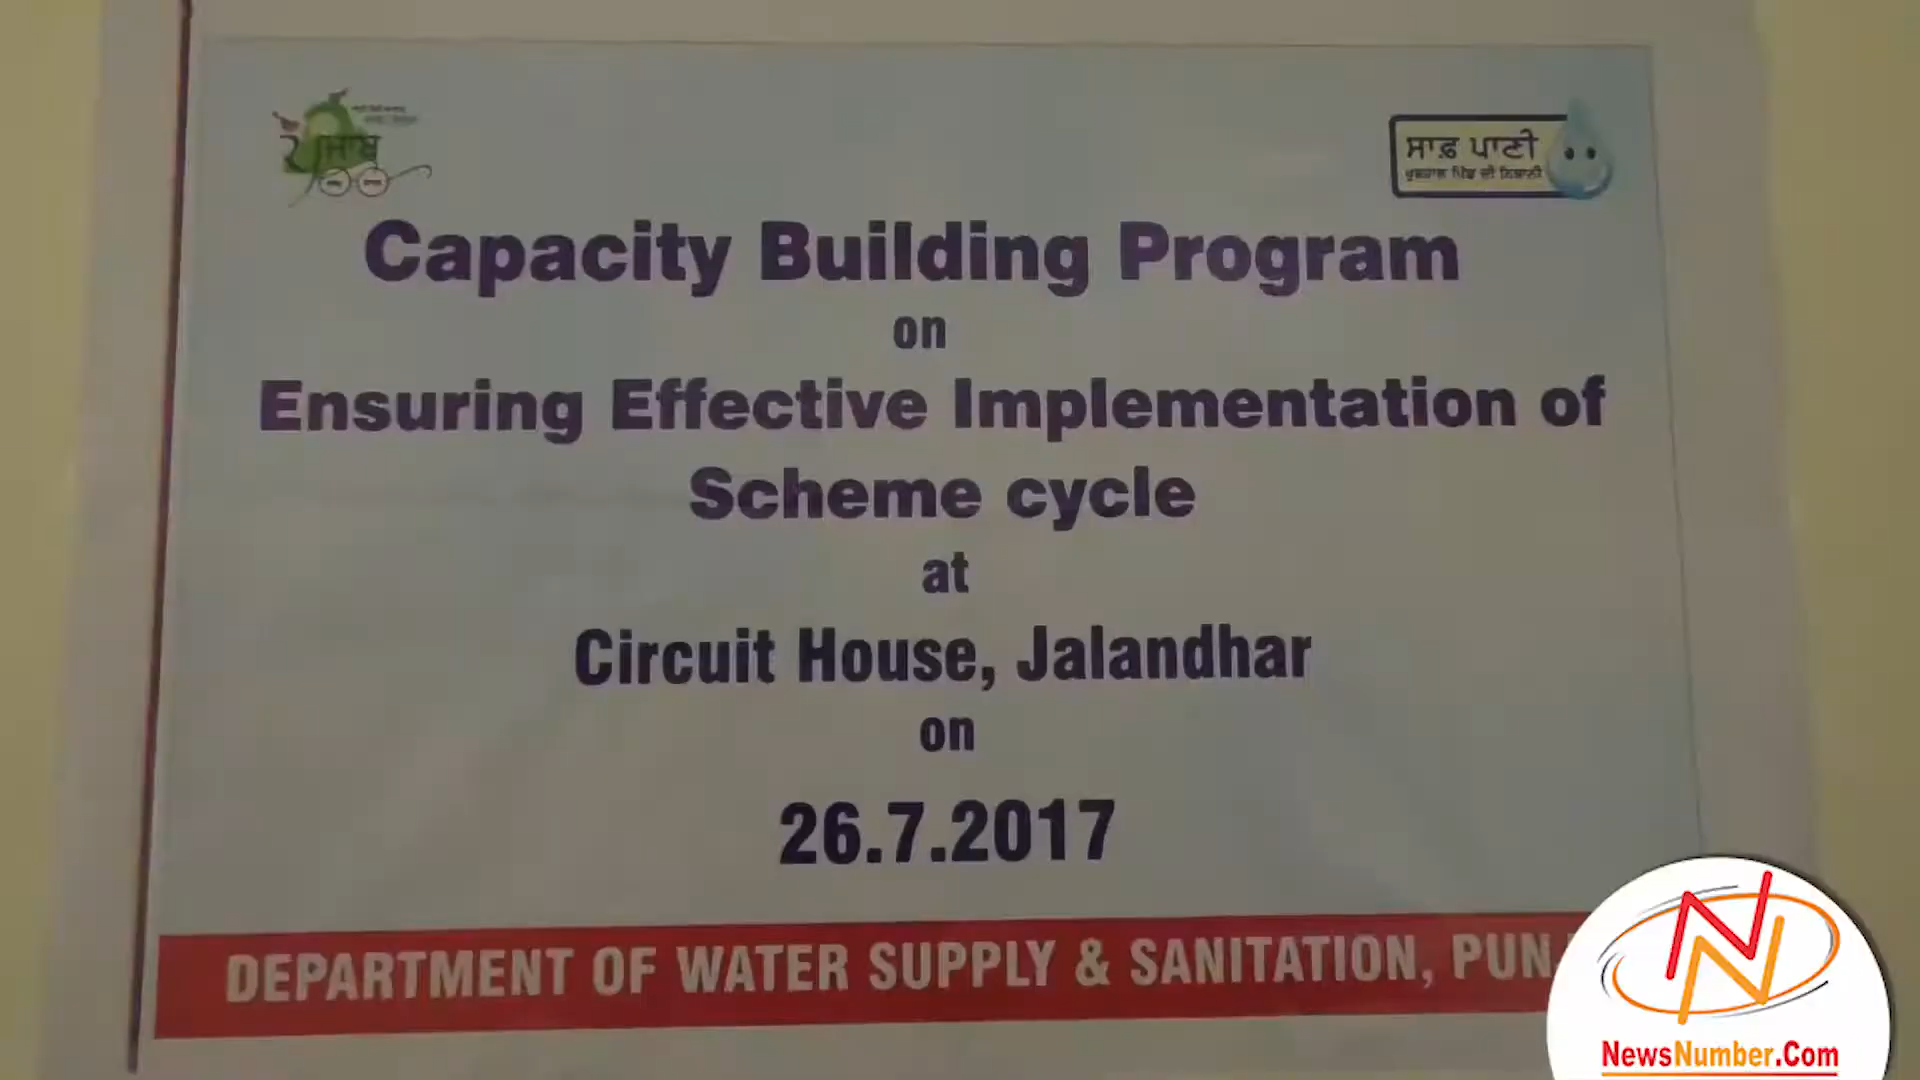 ਪੰਜਾਬ
ਸਾਫ਼ ਪਾਣੀ
ਖੁਸ਼ਹਾਲ ਪਿੰਡ ਦੀ ਨਿਸ਼ਾਨੀ
Capacity Building Program
on
Ensuring Effective Implementation of
Scheme cycle
at
Circuit House, Jalandhar
on
26.7.2017
DEPARTMENT OF WATER SUPPLY & SANITATION,
NewsNumber.Com